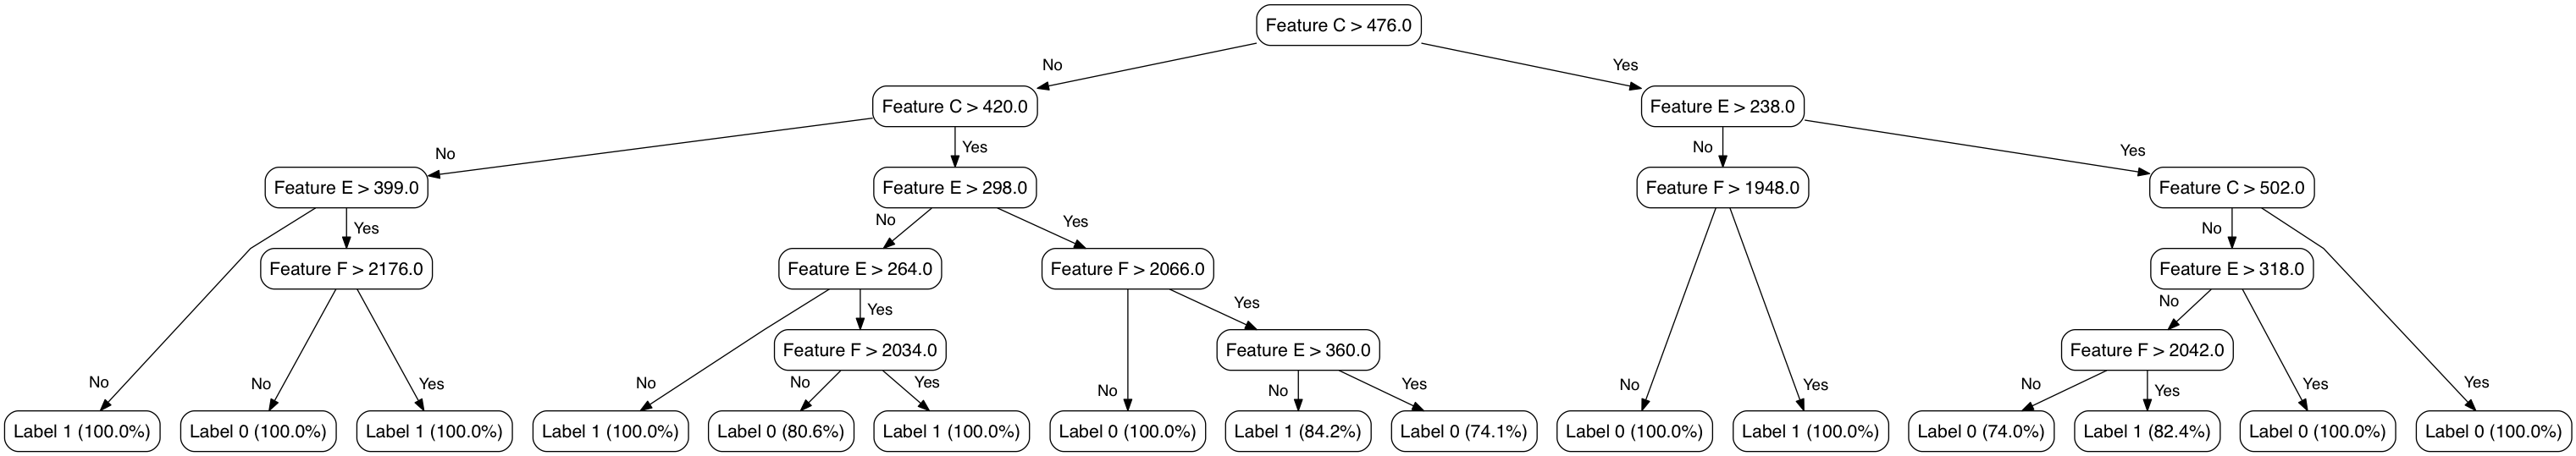 Feature C > 476.0
No
Yes
Feature C > 420.0
Feature E > 238.0
No
Yes
No
Yes
Feature E > 399.0
Feature E > 298.0
Feature F > 1948.0
Feature C > 502.0
Yes
No
Yes
No
Feature F > 2176.0
Feature E > 264.0
Feature F > 2066.0
Feature E > 318.0
Yes
Yes
No
Feature F > 2034.0
Feature E > 360.0
Feature F > 2042.0
No
No
Yes
No
No
Yes
No
No
Yes
No
Yes
No
Yes
Yes
Yes
Label 1 (100.0%)
Label 0 (100.0%)
Label 1 (100.0%)
Label 1 (100.0%)
Label 0 (80.6%)
Label 1 (100.0%)
Label 0 (100.0%)
Label 1 (84.2%)
Label 0 (74.1%)
Label 0 (100.0%)
Label 1 (100.0%)
Label 0 (74.0%)
Label 1 (82.4%)
Label 0 (100.0%)
Label 0 (100.0%)